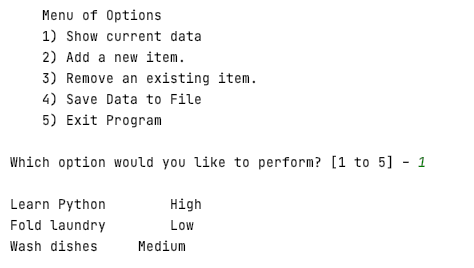 Menu of Options
1) Show current data
2) Add a new item.
3) Remove an existing item.
4) Save Data to File
5) Exit Program
Which option would you like to perform? [1 to 5] - 1
Learn Python High
Fold laundry Low
Wash dishes Medium